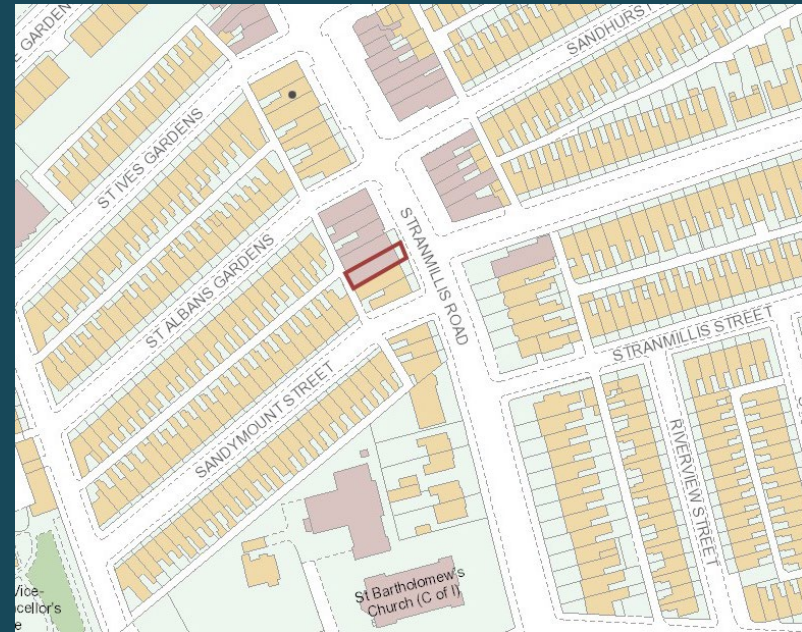 E GARDEN
SANDHURST
ST IVES GARDENS
STRANMILLIS ROAD
ST ALBANS GARDENS
STRANMILLIS STREET
SANDYMOUNT STREET
RIVERVIEW STREET
St Bartholomew's
Church (C of I)
Vice-
ncellor's
e